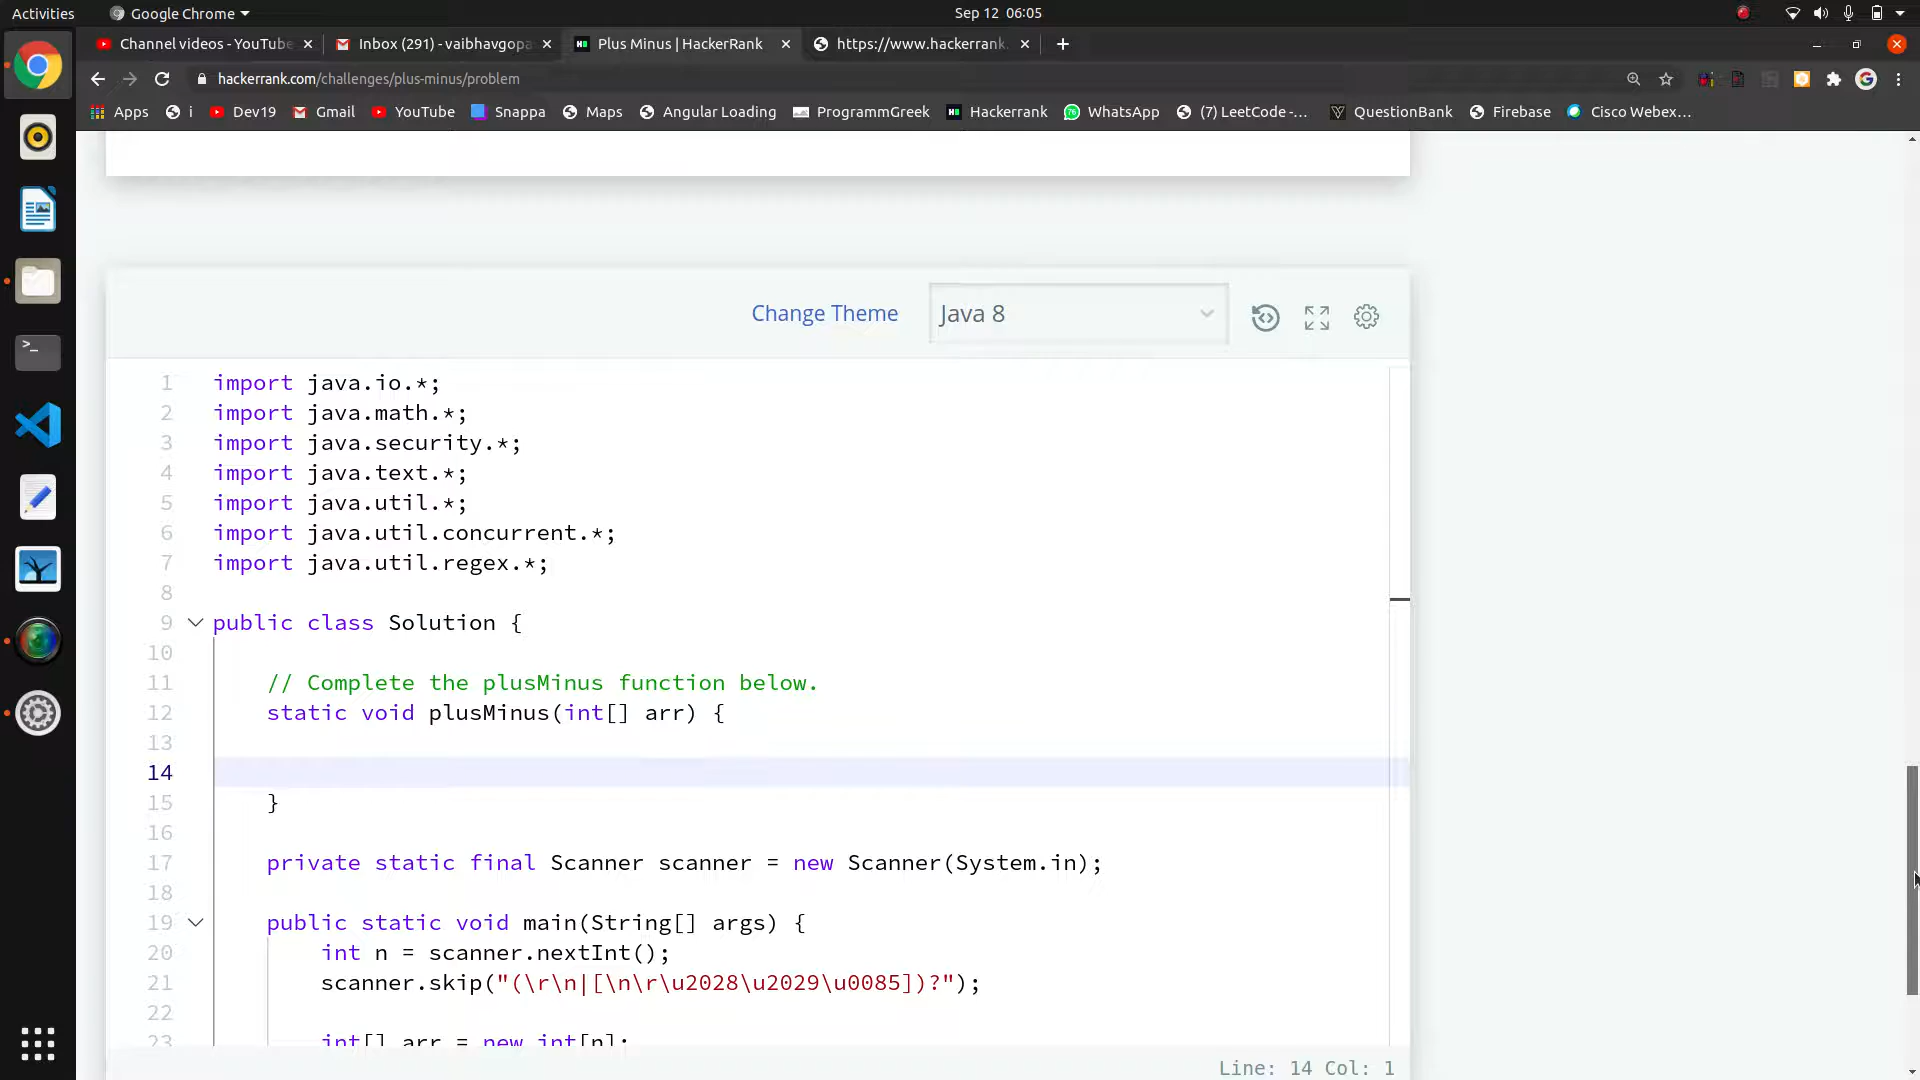 Activities
Google Chrome
Sep 12 06:05
Channel videos - YouTube
Inbox (291) - vaibhavgopa
Plus Minus | HackerRank
https://www.hackerrank.
hackerrank.com/challenges/plus-minus/problem
Apps
i
Dev19
Gmail
YouTube
Snappa
Maps
Angular Loading
ProgrammGreek
Hackerrank
WhatsApp
(7) LeetCode -...
QuestionBank
Firebase
Cisco Webex...
Change Theme
Java 8
1 import java.io.*;
2 import java.math.*;
3 import java.security.*;
4 import java.text.*;
5 import java.util.*;
6 import java.util.concurrent.*;
7 import java.util.regex.*;
8
9 public class Solution {
10
11 // Complete the plusMinus function below.
12 static void plusMinus(int[] arr) {
13
14
15 }
16
17 private static final Scanner scanner = new Scanner(System.in);
18
19 public static void main(String[] args) {
20 int n = scanner.nextInt();
21 scanner.skip("(\r\n|[\n\r\u2028\u2029\u0085])?");
22
23 int[] arr = new int[n];
Line: 14 Col: 1